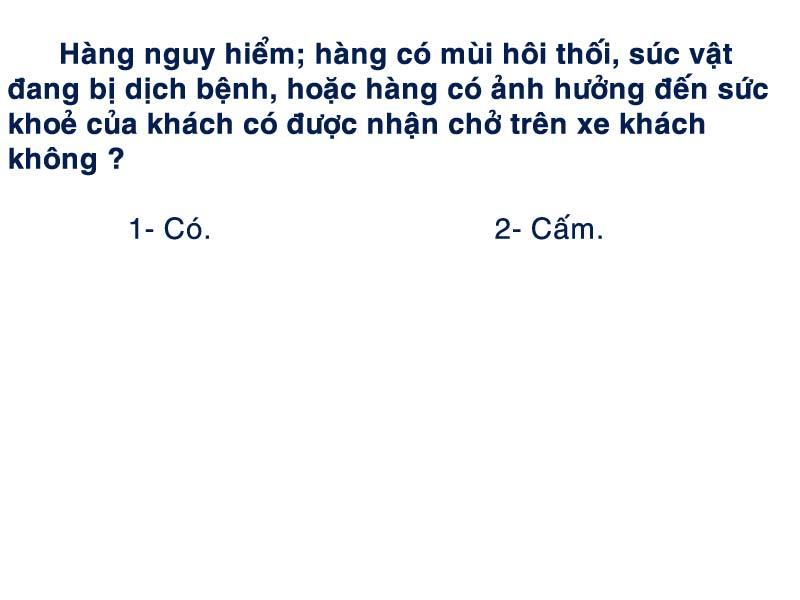 Hàng nguy hiểm; hàng có mùi hôi thối, súc vật
đang bị dịch bệnh, hoặc hàng có ảnh hưởng đến sức
khoẻ của khách có được nhận chở trên xe khách
không ?
1- Có. 2- Cấm.